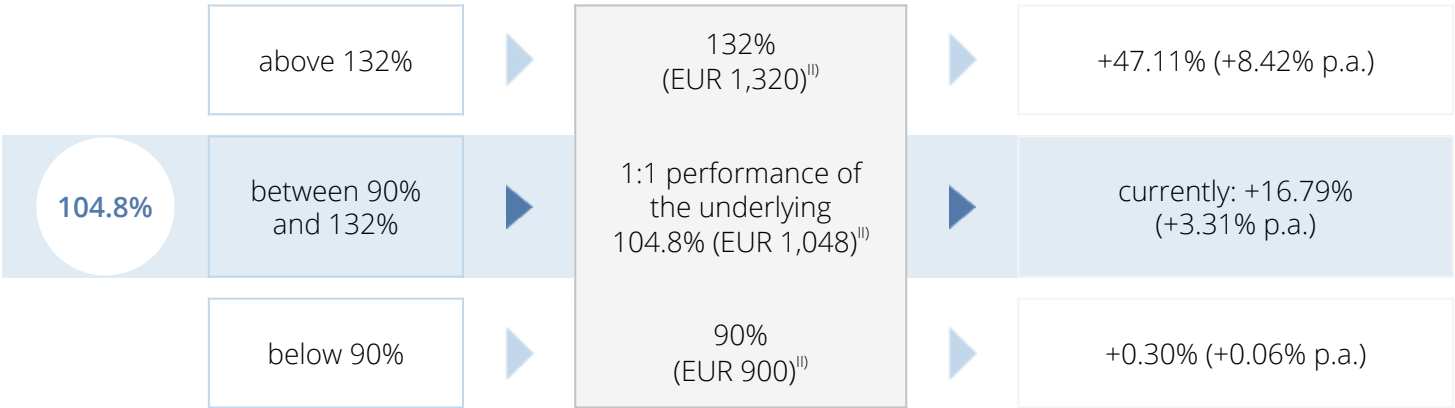 above 132%
132%
(EUR 1,320)II)
+47.11% (+8.42% p.a.)
104.8%
between 90%
and 132%
1:1 performance of
the underlying
104.8% (EUR 1,048)II)
currently: +16.79%
(+3.31% p.a.)
below 90%
90%
(EUR 900)II)
+0.30% (+0.06% p.a.)